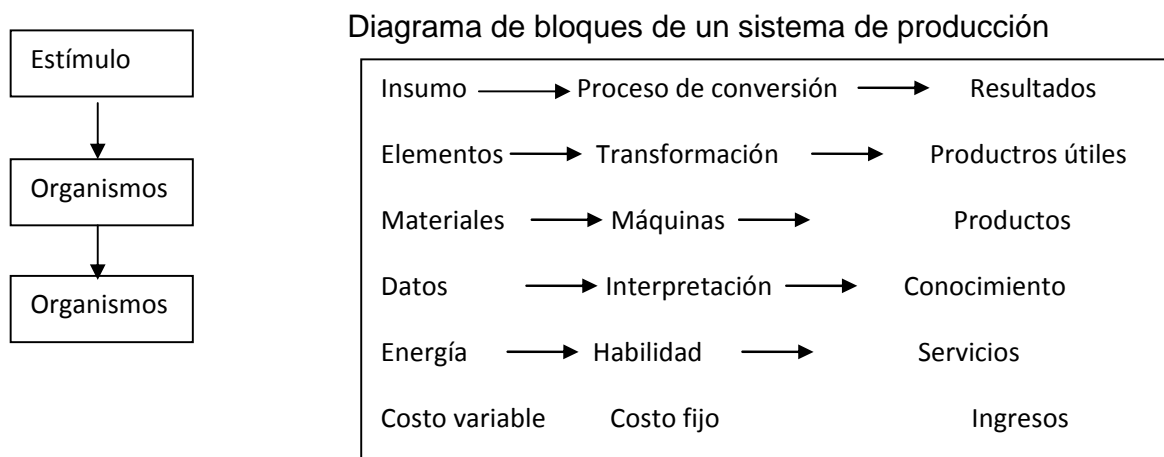 Diagrama de bloques de un sistema de producción
Estímulo
Organismos
Organismos
Insumo Proceso de conversión Resultados
Elementos Transformación Productros útiles
Materiales Máquinas Productos
Datos Interpretación Conocimiento
Energía Habilidad Servicios
Costo variable Costo fijo Ingresos